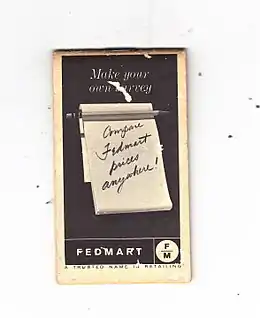 Make your
own survey
Compare
Fedmart
prices
anywhere!
FEDMART
F
M
A TRUSTED NAME IN RETAILING